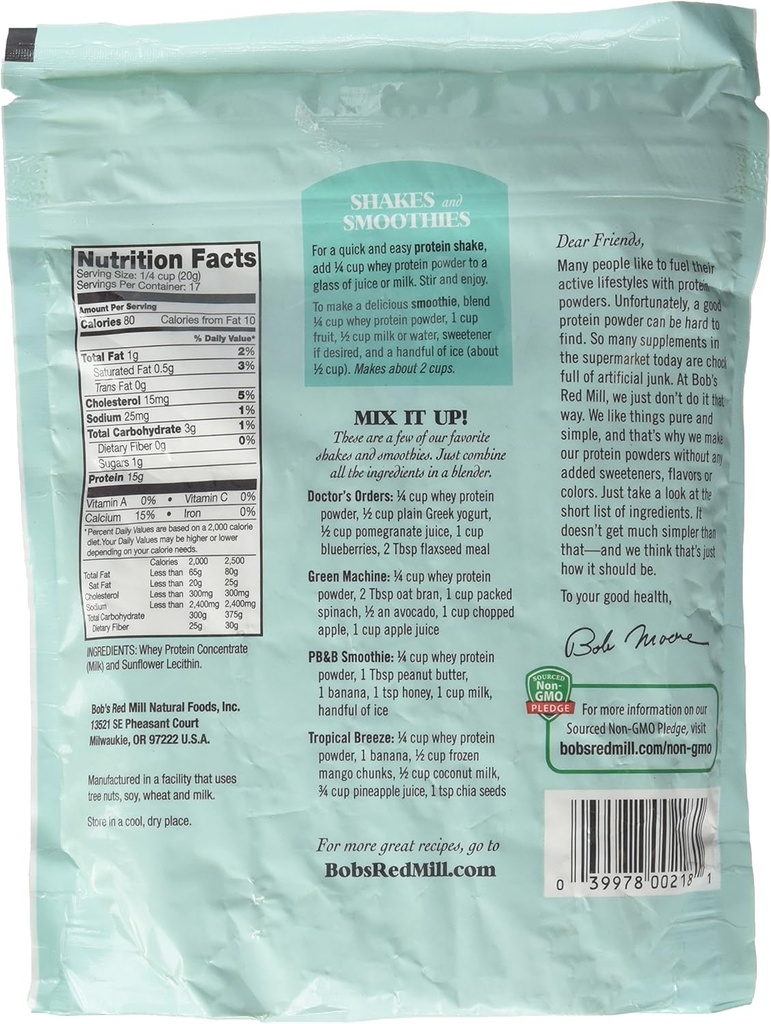 Nutrition Facts
Serving Size: 1/4 cup (20g)
Servings Per Container: 17
Amount Per Serving
Calories 80 Calories from Fat 10
% Daily Value*
Total Fat 1g 2%
Saturated Fat 0.5g 3%
Trans Fat 0g
Cholesterol 15mg 5%
Sodium 25mg 1%
Total Carbohydrate 3g 1%
Dietary Fiber 0g 0%
Sugars 1g
Protein 15g
Vitamin A 0% • Vitamin C 0%
Calcium 15% • Iron 0%
*Percent Daily Values are based on a 2,000 calorie
diet. Your Daily Values may be higher or lower
depending on your calorie needs.
Calories 2,000 2,500
Total Fat Less than 65g 80g
Sat Fat Less than 20g 25g
Cholesterol Less than 300mg 300mg
Sodium Less than 2,400mg 2,400mg
Total Carbohydrate 300g 375g
Dietary Fiber 25g 30g
INGREDIENTS: Whey Protein Concentrate
(Milk) and Sunflower Lecithin.
Bob's Red Mill Natural Foods, Inc.
13521 SE Pheasant Court
Milwaukie, OR 97222 U.S.A.
Manufactured in a facility that uses
tree nuts, soy, wheat and milk.
Store in a cool, dry place.
SHAKES and
SMOOTHIES
For a quick and easy protein shake,
add ¼ cup whey protein powder to a
glass of juice or milk. Stir and enjoy.
To make a delicious smoothie, blend
¼ cup whey protein powder, 1 cup
fruit, ½ cup milk or water, sweetener
if desired, and a handful of ice (about
½ cup). Makes about 2 cups.
MIX IT UP!
These are a few of our favorite
shakes and smoothies. Just combine
all the ingredients in a blender.
Doctor's Orders: ¼ cup whey protein
powder, ½ cup plain Greek yogurt,
½ cup pomegranate juice, 1 cup
blueberries, 2 Tbsp flaxseed meal
Green Machine: ¼ cup whey protein
powder, 2 Tbsp oat bran, 1 cup packed
spinach, ½ an avocado, 1 cup chopped
apple, 1 cup apple juice
PB&B Smoothie: ¼ cup whey protein
powder, 1 Tbsp peanut butter,
1 banana, 1 tsp honey, 1 cup milk,
handful of ice
Tropical Breeze: ¼ cup whey protein
powder, 1 banana, ½ cup frozen
mango chunks, ½ cup coconut milk,
¾ cup pineapple juice, 1 tsp chia seeds
For more great recipes, go to
BobsRedMill.com
Dear Friends,
Many people like to fuel their
active lifestyles with protein
powders. Unfortunately, a good
protein powder can be hard to
find. So many supplements in
the supermarket today are chock
full of artificial junk. At Bob's
Red Mill, we just don't do it that
way. We like things pure and
simple, and that's why we make
our protein powders without any
added sweeteners, flavors or
colors. Just take a look at the
short list of ingredients. It
doesn't get much simpler than
that—and we think that's just
how it should be.
To your good health,
Bob Moore
SOURCED
Non-
GMO
PLEDGE
For more information on our
Sourced Non-GMO Pledge, visit
bobsredmill.com/non-gmo
0 39978 00218 1